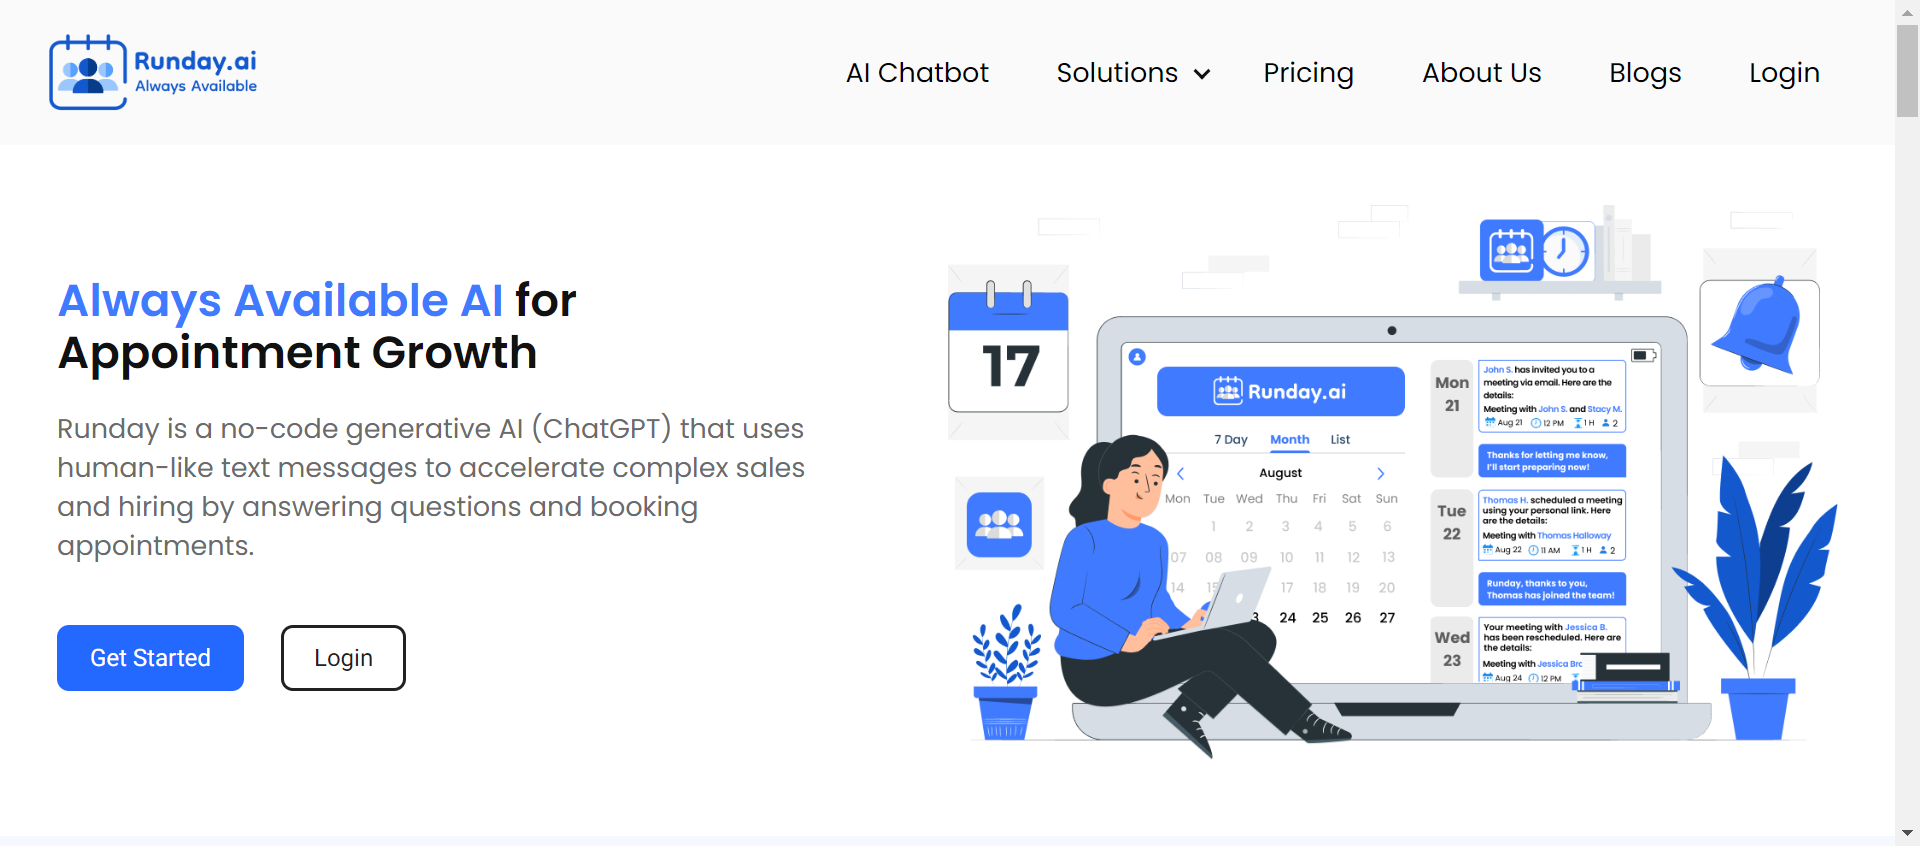 Runday.ai
Always Available
AI Chatbot
Solutions
Pricing
About Us
Blogs
Login
Always Available AI for
Appointment Growth
Runday is a no-code generative AI (ChatGPT) that uses
human-like text messages to accelerate complex sales
and hiring by answering questions and booking
appointments.
Get Started
Login
17
Runday.ai
7 Day Month List
August
Mon Tue Wed Thu Fri Sat Sun
1 2 3 4 5 6
07 08 09 10 11 12 13
14 17 18 19 20
24 25 26 27
Mon
21
John S. has invited you to a
meeting via email. Here are the
details:
Meeting with John S. and Stacy M.
Aug 21 12 PM 1 H 2
Thanks for letting me know,
I'll start preparing now!
Tue
22
Thomas H. scheduled a meeting
using your personal link. Here
are the details:
Meeting with Thomas Halloway
Aug 22 11 AM 1 H 2
Runday, thanks to you,
Thomas has joined the team!
Wed
23
Your meeting with Jessica B.
has been rescheduled. Here are
the details:
Meeting with Jessica
Aug 24 12 PM